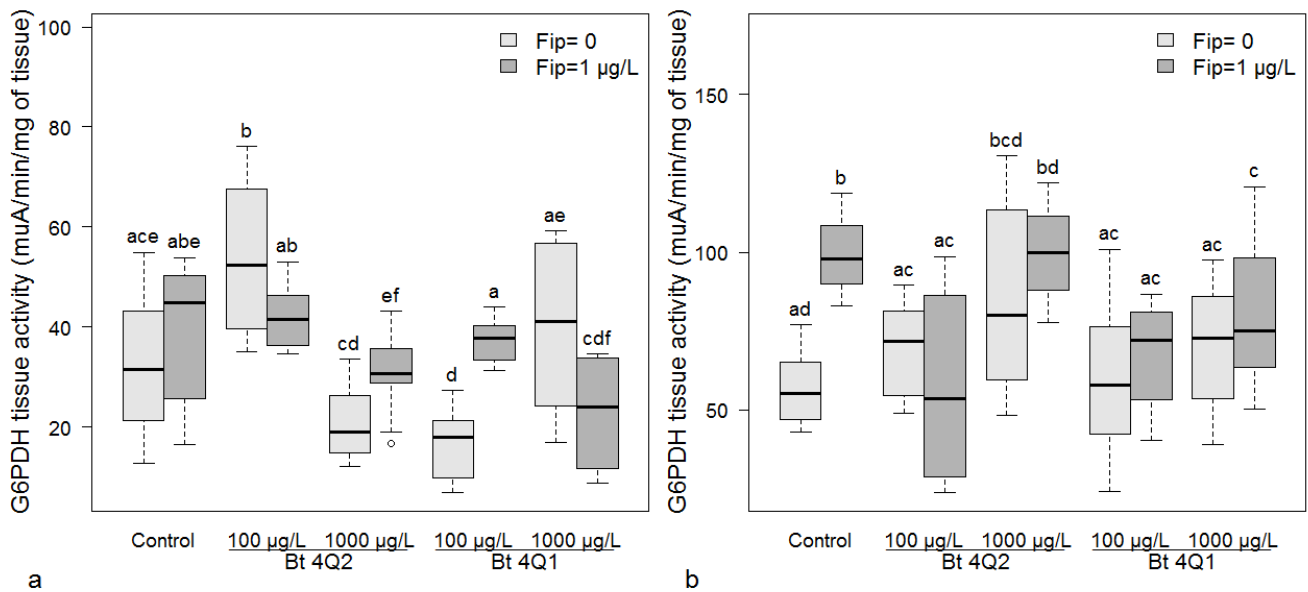 G6PDH tissue activity (muA/min/mg of tissue)
100
80
60
40
20
Fip= 0
Fip=1 µg/L
ace
abe
b
ab
cd
ef
d
a
ae
cdf
Control
100 µg/L
1000 µg/L
100 µg/L
1000 µg/L
Bt 4Q2
Bt 4Q1
a
G6PDH tissue activity (muA/min/mg of tissue)
150
100
50
Fip= 0
Fip=1 µg/L
ad
b
ac
ac
bcd
bd
ac
ac
ac
c
Control
100 µg/L
1000 µg/L
100 µg/L
1000 µg/L
Bt 4Q2
Bt 4Q1
b